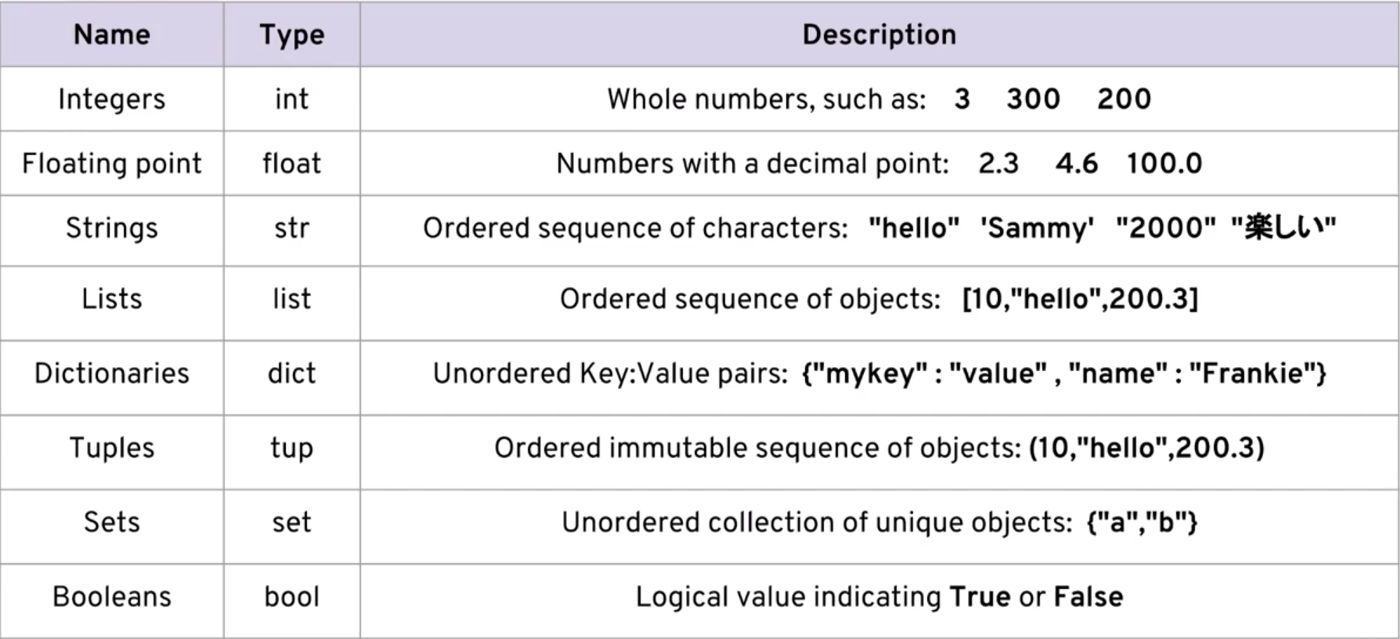 Name Type Description
Integers int Whole numbers, such as: 3 300 200
Floating point float Numbers with a decimal point: 2.3 4.6 100.0
Strings str Ordered sequence of characters: "hello" 'Sammy' "2000" "楽しい"
Lists list Ordered sequence of objects: [10,"hello",200.3]
Dictionaries dict Unordered Key:Value pairs: {"mykey" : "value" , "name" : "Frankie"}
Tuples tup Ordered immutable sequence of objects: (10,"hello",200.3)
Sets set Unordered collection of unique objects: {"a","b"}
Booleans bool Logical value indicating True or False